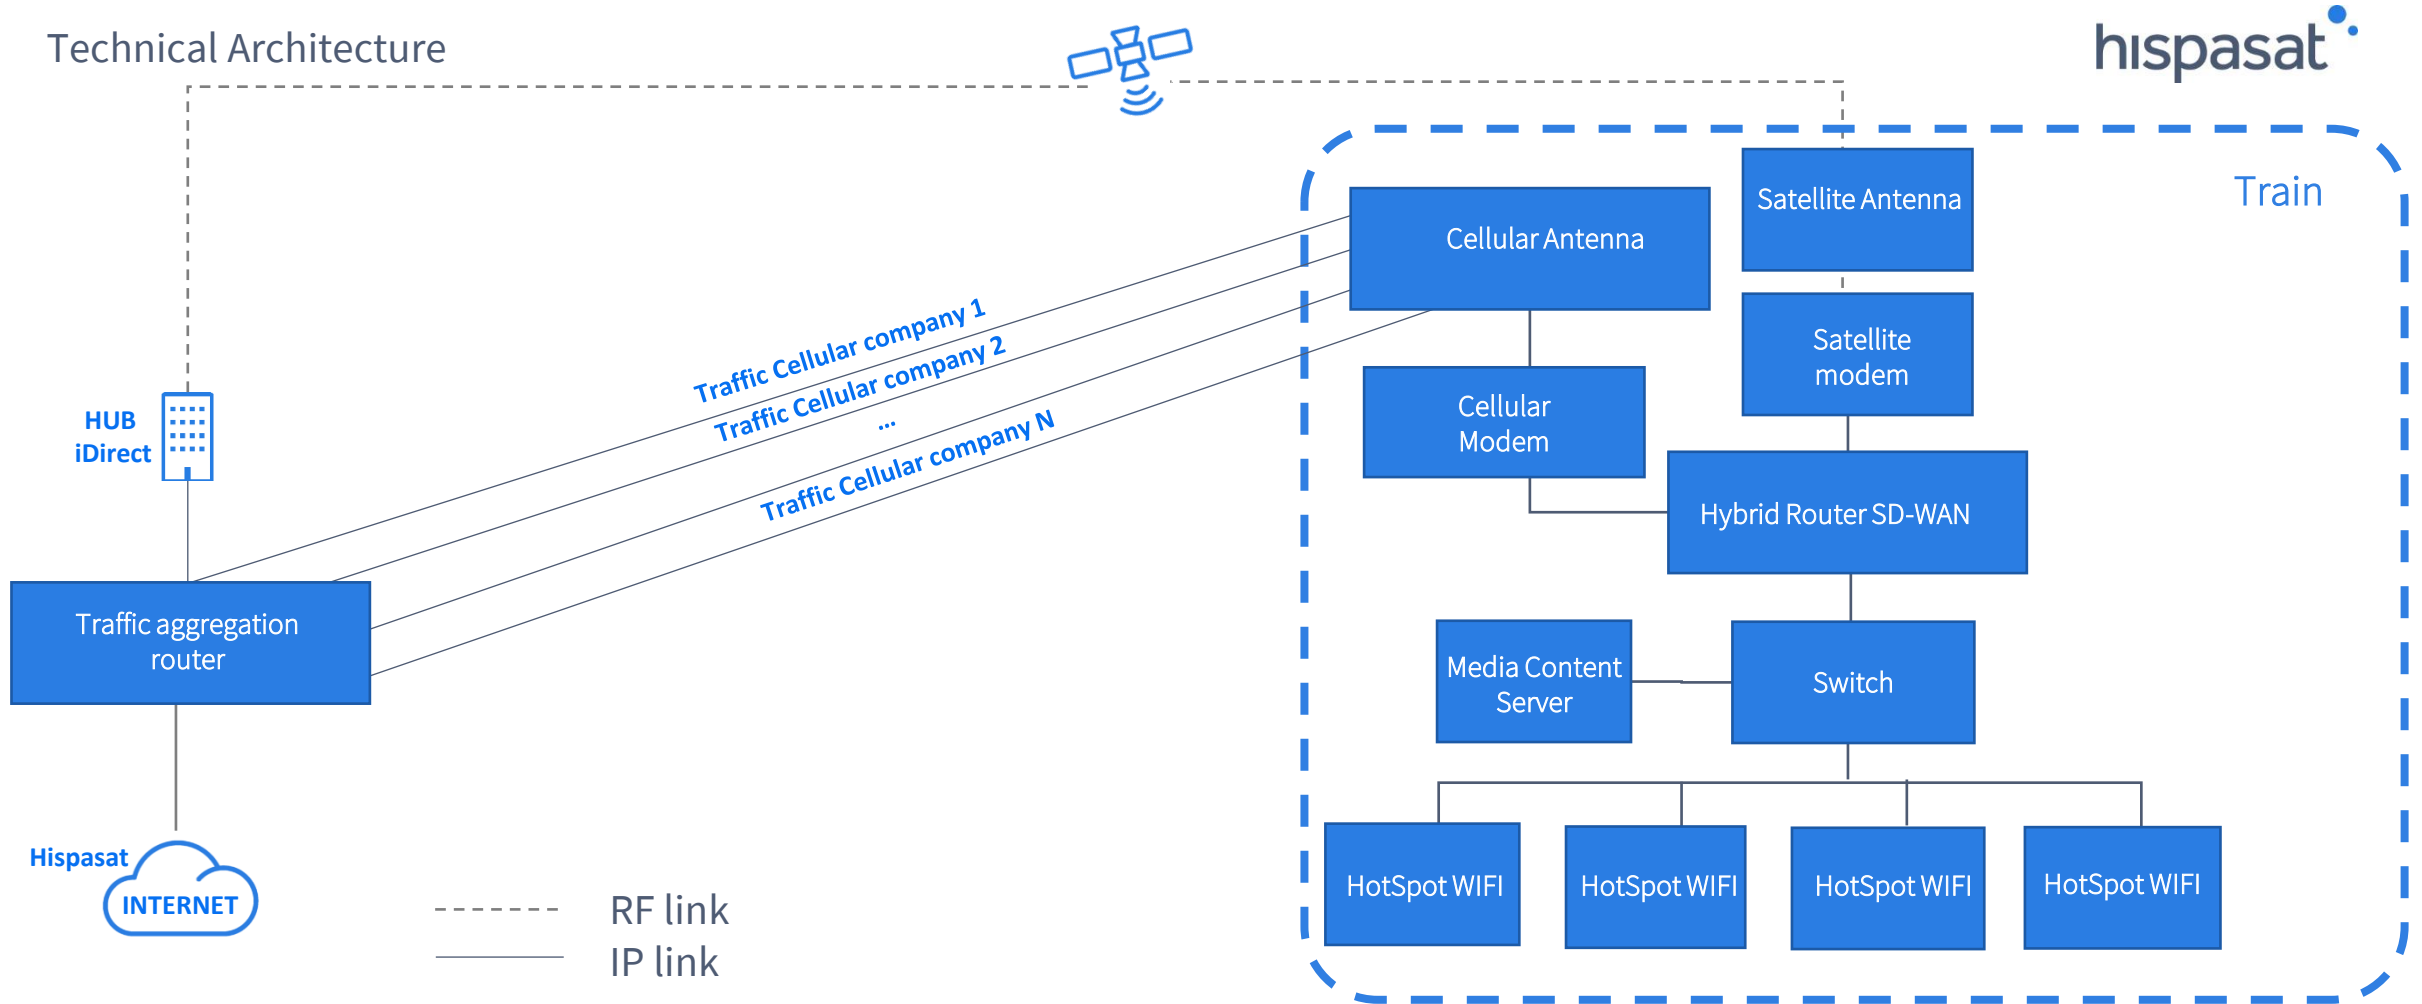 Technical Architecture
hispasat
Train
Satellite Antenna
Cellular Antenna
Traffic Cellular company 1
Traffic Cellular company 2
...
Traffic Cellular company N
Satellite
modem
Cellular
Modem
HUB
iDirect
Hybrid Router SD-WAN
Traffic aggregation
router
Media Content
Server
Switch
Hispasat
INTERNET
HotSpot WIFI
HotSpot WIFI
HotSpot WIFI
HotSpot WIFI
RF link
IP link